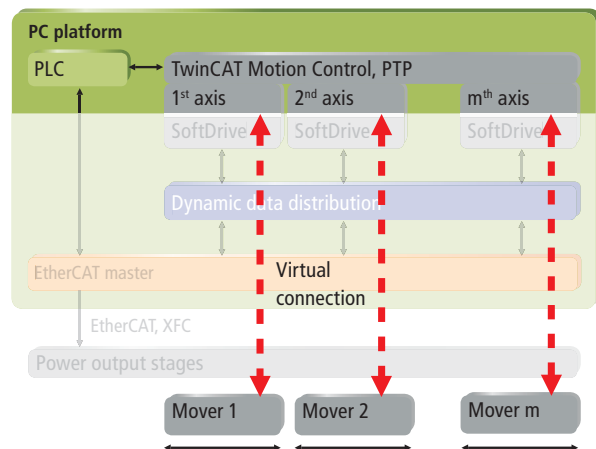 PC platform
PLC
TwinCAT Motion Control, PTP
1st axis
2nd axis
mth axis
SoftDrive
SoftDrive
SoftDrive
Dynamic data distribution
EtherCAT master
Virtual
connection
EtherCAT, XFC
Power output stages
Mover 1
Mover 2
Mover m